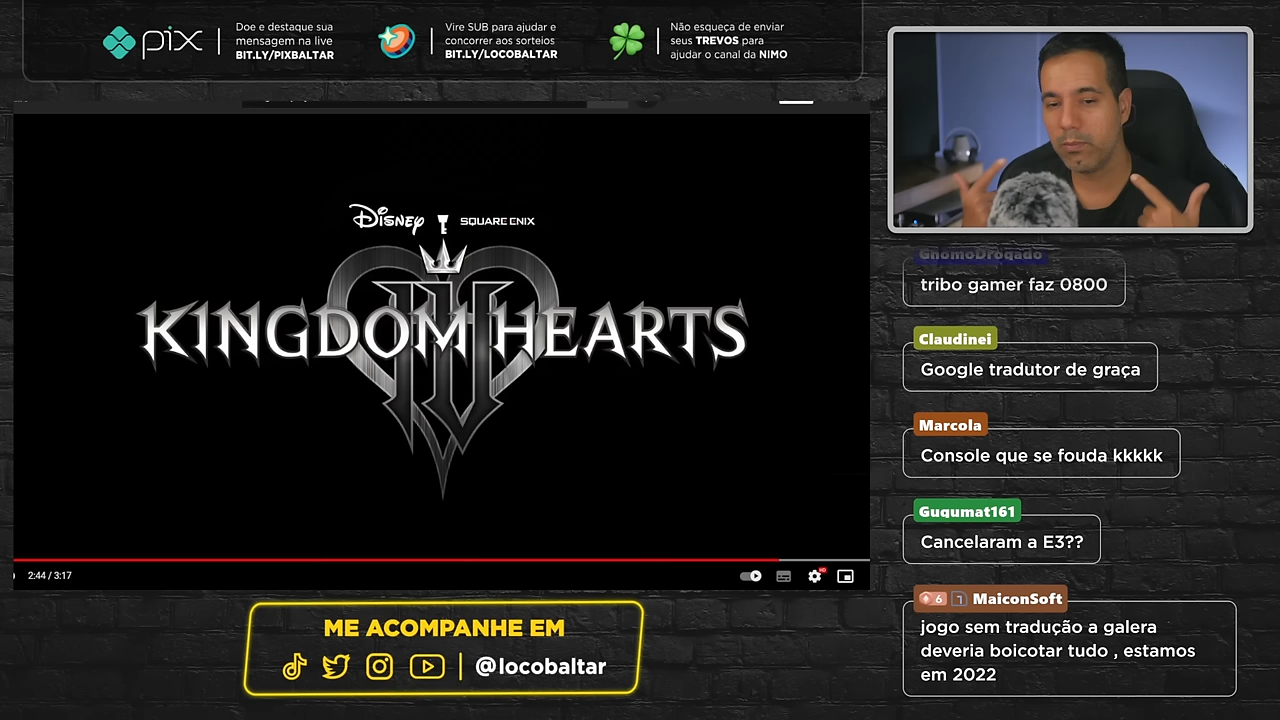 pix
Doe e destaque sua
mensagem na live
BIT.LY/PIXBALTAR
Vire SUB para ajudar e
concorrer aos sorteios
BIT.LY/LOCOBALTAR
Não esqueça de enviar
seus TREVOS para
ajudar o canal da NIMO
Disney
SQUARE ENIX
KINGDOM HEARTS
IV
2:44 / 3:17
HD
ME ACOMPANHE EM
@locobaltar
GnomoDrogado
tribo gamer faz 0800
Claudinei
Google tradutor de graça
Marcola
Console que se fouda kkkkk
Gugumat161
Cancelaram a E3??
6 MaiconSoft
jogo sem tradução a galera
deveria boicotar tudo , estamos
em 2022